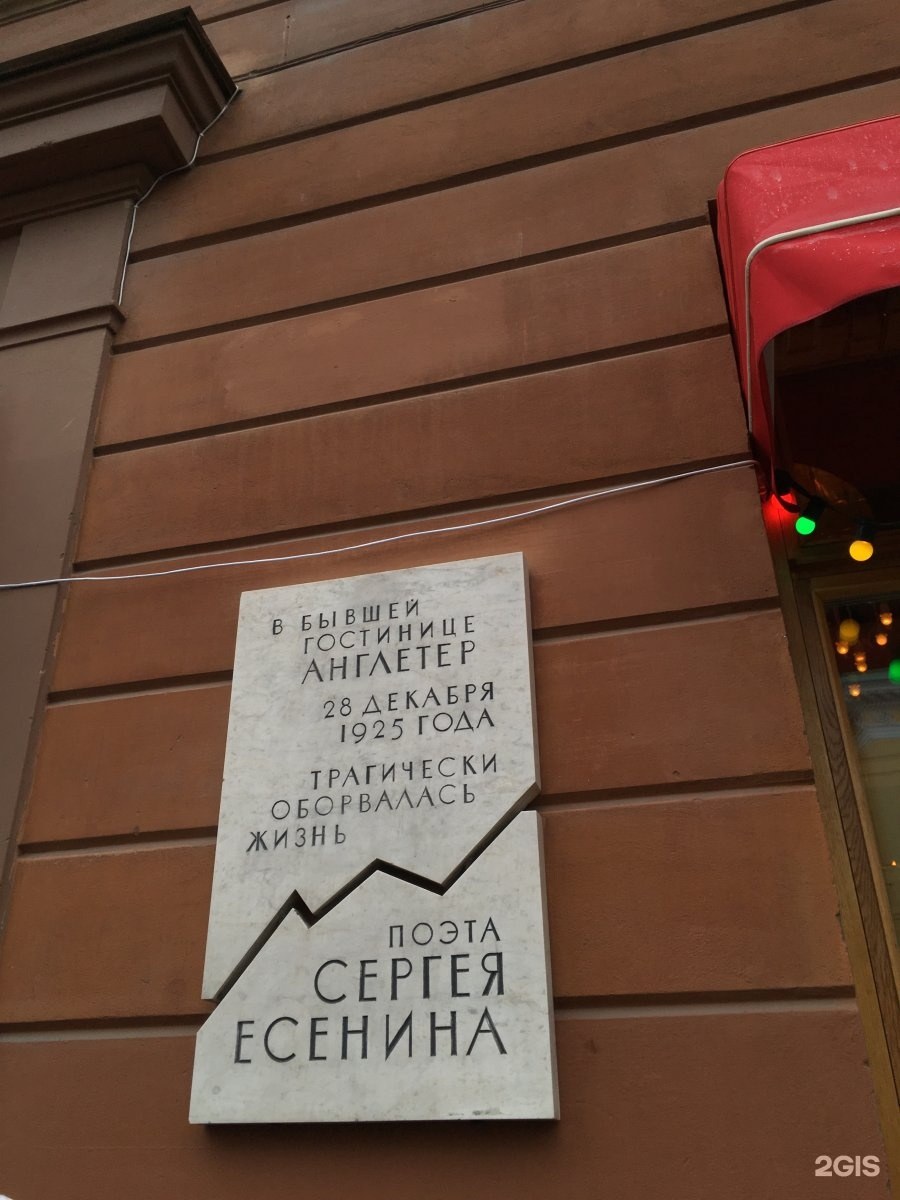 В БЫВШЕЙ
ГОСТИНИЦЕ
АНГЛЕТЕР
28 ДЕКАБРЯ
1925 ГОДА
ТРАГИЧЕСКИ
ОБОРВАЛАСЬ
ЖИЗНЬ
ПОЭТА
СЕРГЕЯ
ЕСЕНИНА
2GIS